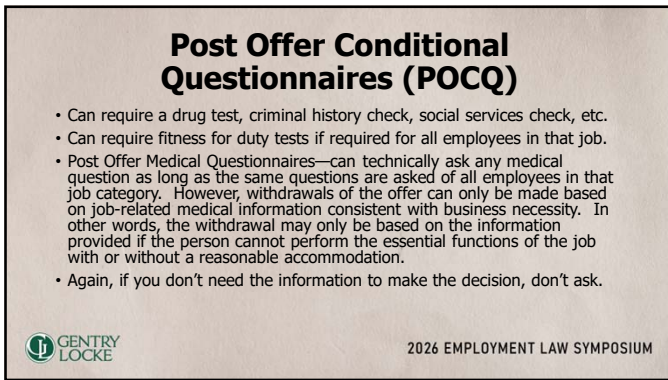 Post Offer Conditional
Questionnaires (POCQ)
• Can require a drug test, criminal history check, social services check, etc.
• Can require fitness for duty tests if required for all employees in that job.
• Post Offer Medical Questionnaires—can technically ask any medical
question as long as the same questions are asked of all employees in that
job category.  However, withdrawals of the offer can only be made based
on job-related medical information consistent with business necessity.  In
other words, the withdrawal may only be based on the information
provided if the person cannot perform the essential functions of the job
with or without a reasonable accommodation.
• Again, if you don’t need the information to make the decision, don’t ask.
GENTRY
LOCKE
2026 EMPLOYMENT LAW SYMPOSIUM